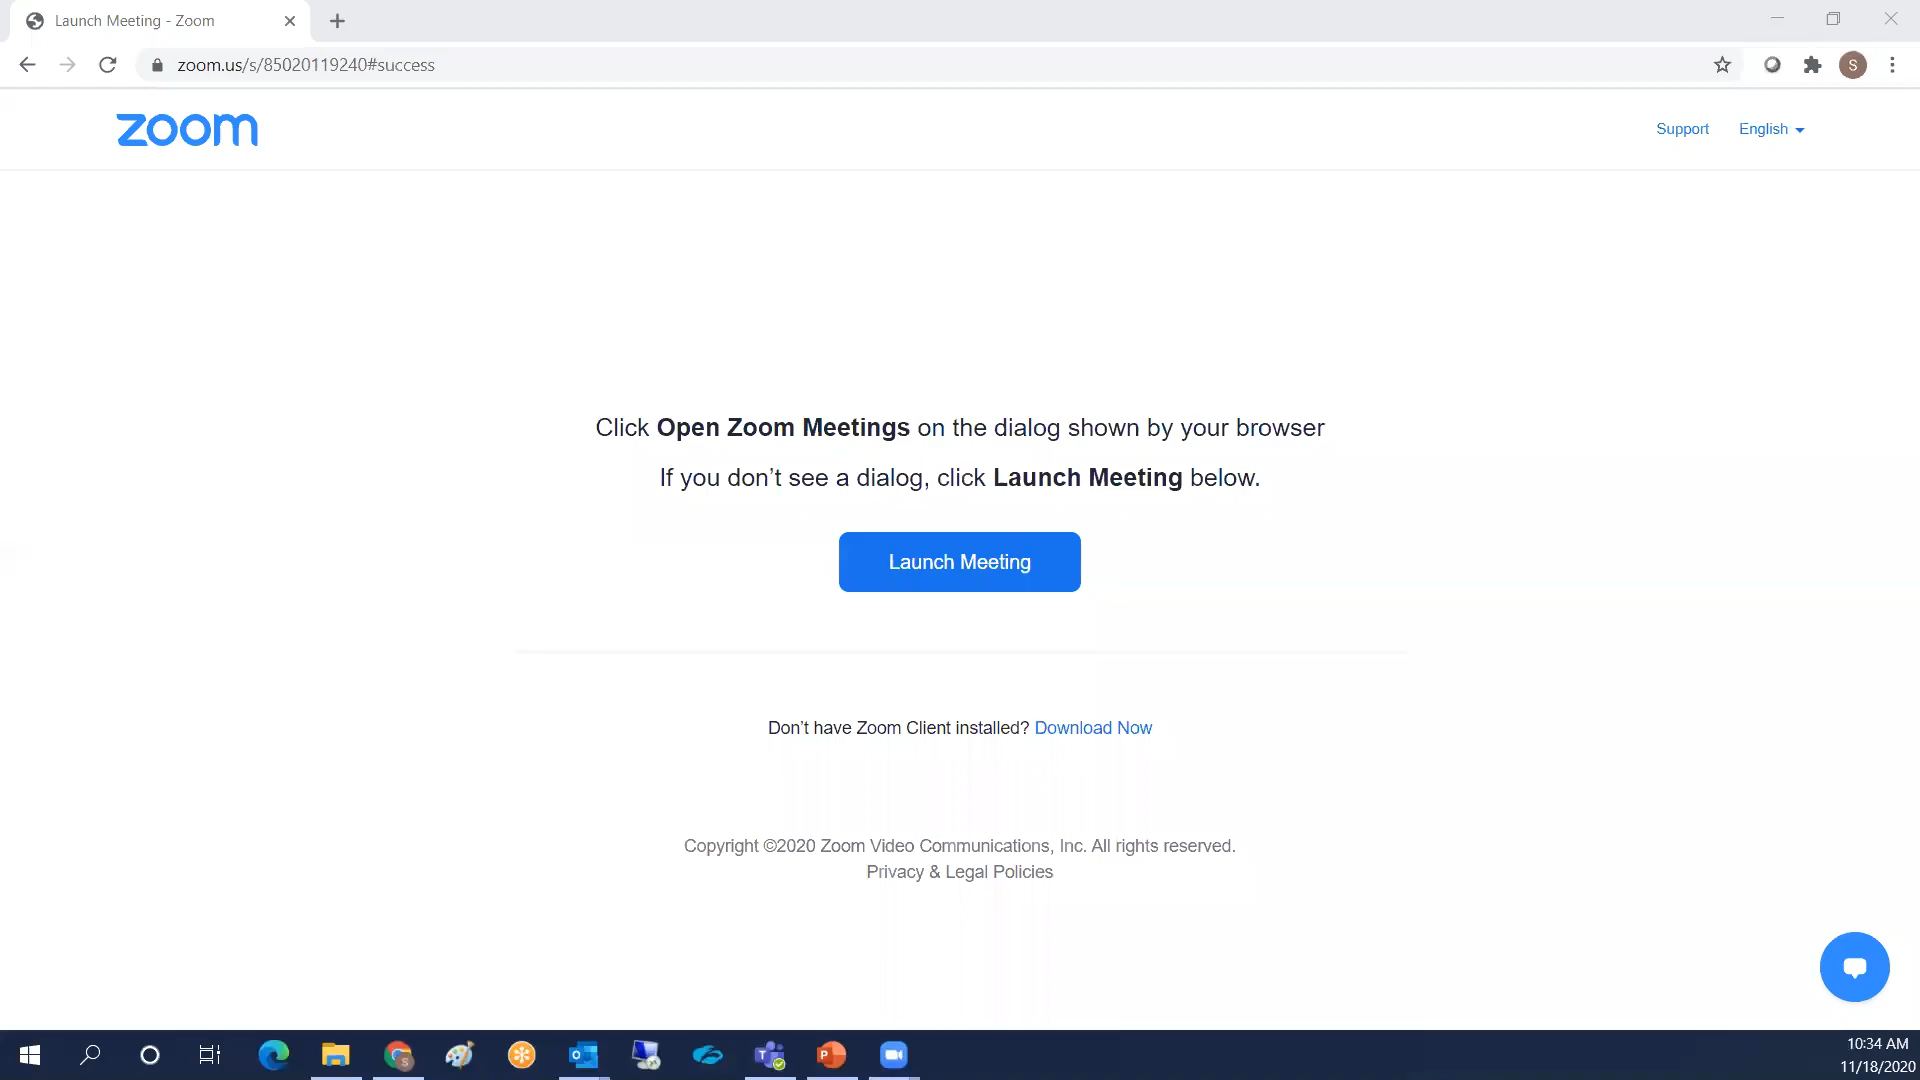 Launch Meeting - Zoom
zoom.us/s/85020119240#success
S
zoom
Support
English
Click Open Zoom Meetings on the dialog shown by your browser
If you don’t see a dialog, click Launch Meeting below.
Launch Meeting
Don’t have Zoom Client installed? Download Now
Copyright ©2020 Zoom Video Communications, Inc. All rights reserved.
Privacy & Legal Policies
10:34 AM
11/18/2020